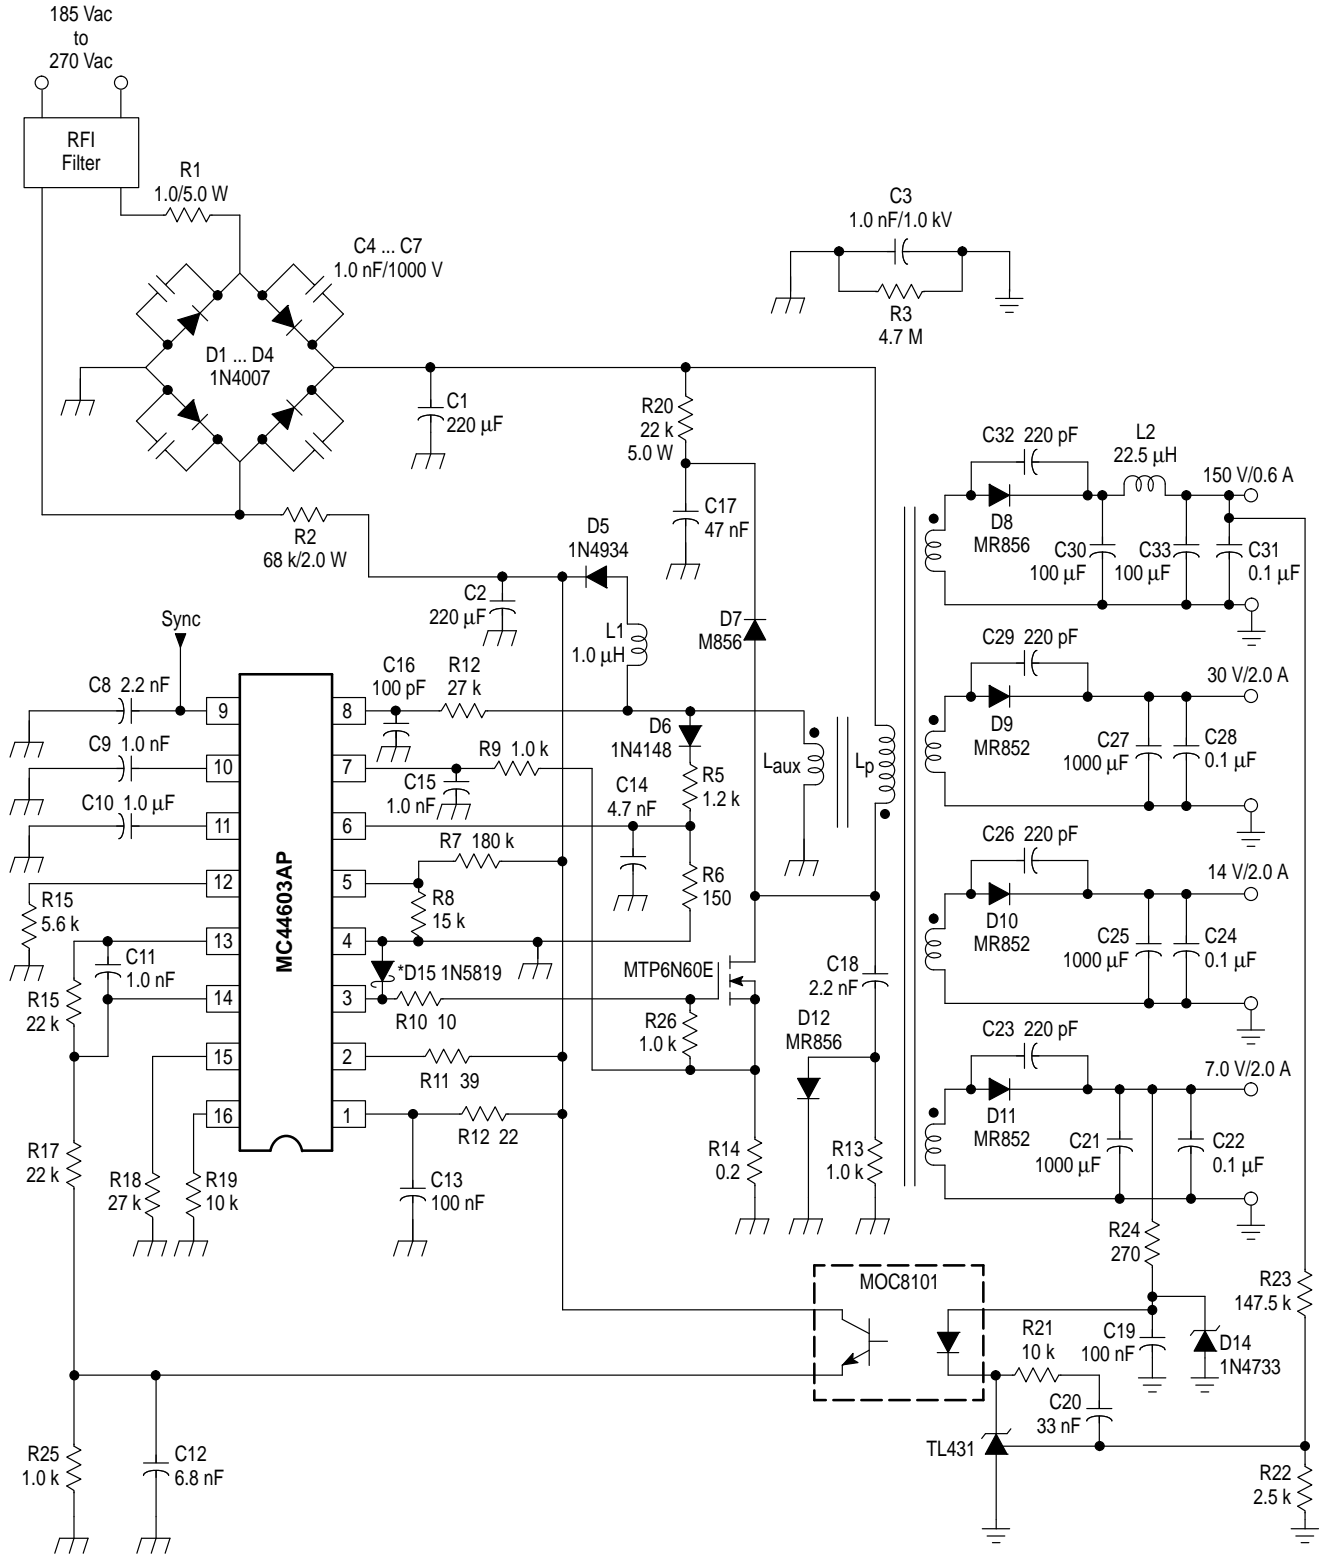 185 Vac
to
270 Vac
RFI
Filter
R1
1.0/5.0 W
C4 ... C7
1.0 nF/1000 V
D1 ... D4
1N4007
C3
1.0 nF/1.0 kV
R3
4.7 M
C1
220 µF
R20
22 k
5.0 W
C17
47 nF
R2
68 k/2.0 W
D5
1N4934
C2
220 µF
L1
1.0 µH
D7
M856
C32 220 pF
L2
22.5 µH
150 V/0.6 A
D8
MR856
C30
100 µF
C33
100 µF
C31
0.1 µF
Sync
C8 2.2 nF
C9 1.0 nF
C10 1.0 µF
C16
100 pF
R12
27 k
D6
1N4148
R9 1.0 k
C15
1.0 nF
C14
4.7 nF
R5
1.2 k
Laux
Lp
C29 220 pF
30 V/2.0 A
D9
MR852
C27
1000 µF
C28
0.1 µF
MC44603AP
9
10
11
12
13
14
15
16
8
7
6
5
4
3
2
1
R7 180 k
R8
15 k
R6
150
R15
5.6 k
C11
1.0 nF
R15
22 k
*D15 1N5819
R10 10
MTP6N60E
R26
1.0 k
C18
2.2 nF
D12
MR856
C26 220 pF
14 V/2.0 A
D10
MR852
C25
1000 µF
C24
0.1 µF
R11 39
R12 22
C13
100 nF
R17
22 k
R18
27 k
R19
10 k
R14
0.2
R13
1.0 k
C23 220 pF
7.0 V/2.0 A
D11
MR852
C21
1000 µF
C22
0.1 µF
R24
270
MOC8101
R21
10 k
C19
100 nF
D14
1N4733
R23
147.5 k
C20
33 nF
TL431
R22
2.5 k
R25
1.0 k
C12
6.8 nF